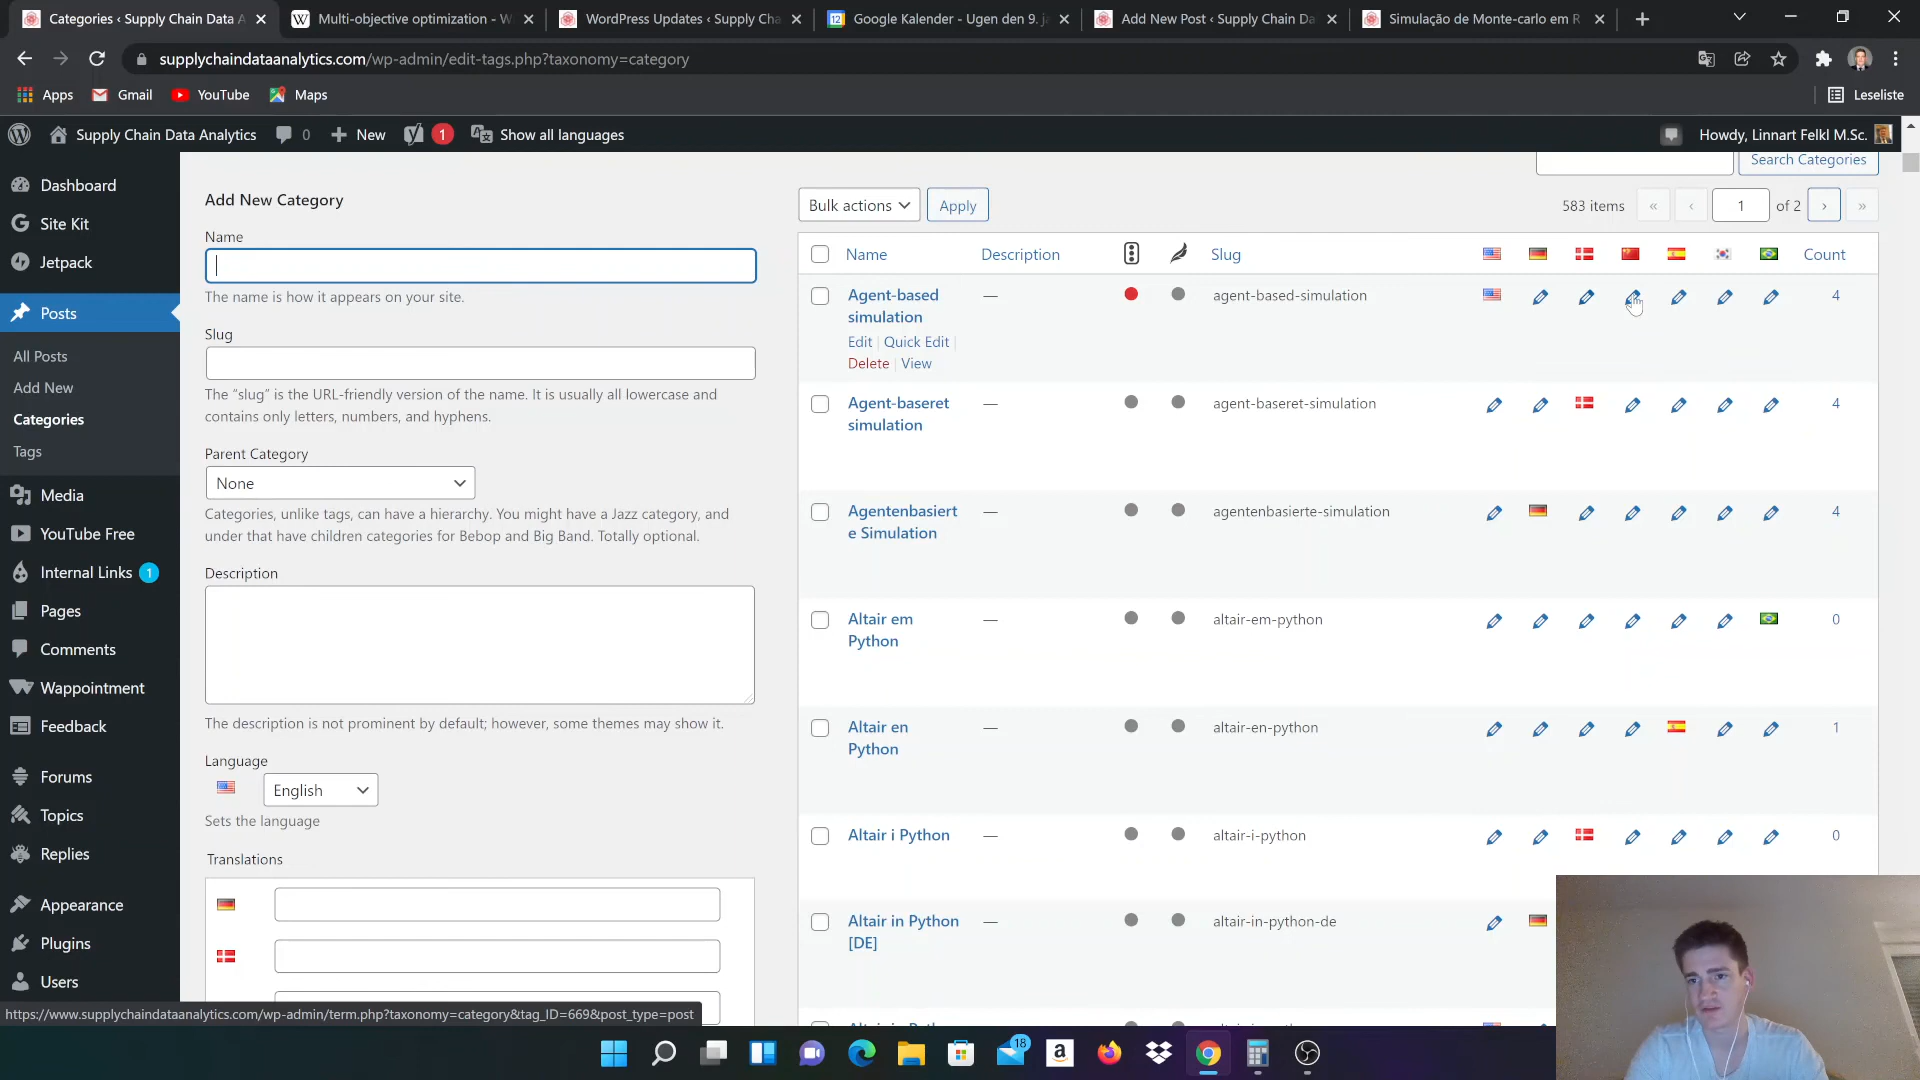 Categories ‹ Supply Chain Data A
Multi-objective optimization - W
WordPress Updates ‹ Supply Cha
Google Kalender - Ugen den 9. ja
Add New Post ‹ Supply Chain Da
Simulação de Monte-carlo em R
supplychaindataanalytics.com/wp-admin/edit-tags.php?taxonomy=category
Apps
Gmail
YouTube
Maps
Leseliste
Supply Chain Data Analytics
0
New
1
Show all languages
Howdy, Linnart Felkl M.Sc.
Dashboard
Site Kit
Jetpack
Posts
All Posts
Add New
Categories
Tags
Media
YouTube Free
Internal Links 1
Pages
Comments
Wappointment
Feedback
Forums
Topics
Replies
Appearance
Plugins
Users
Add New Category
Name
The name is how it appears on your site.
Slug
The “slug” is the URL-friendly version of the name. It is usually all lowercase and
contains only letters, numbers, and hyphens.
Parent Category
None
Categories, unlike tags, can have a hierarchy. You might have a Jazz category, and
under that have children categories for Bebop and Big Band. Totally optional.
Description
The description is not prominent by default; however, some themes may show it.
Language
English
Sets the language
Translations
Search Categories
Bulk actions
Apply
583 items
«
‹
1
of 2
›
»
Name
Description
Slug
Count
Agent-based
simulation
—
agent-based-simulation
4
Edit | Quick Edit |
Delete | View
Agent-baseret
simulation
—
agent-baseret-simulation
4
Agentenbasiert
e Simulation
—
agentenbasierte-simulation
4
Altair em
Python
—
altair-em-python
0
Altair en
Python
—
altair-en-python
1
Altair i Python
—
altair-i-python
0
Altair in Python
[DE]
—
altair-in-python-de
https://www.supplychaindataanalytics.com/wp-admin/term.php?taxonomy=category&tag_ID=669&post_type=post
18